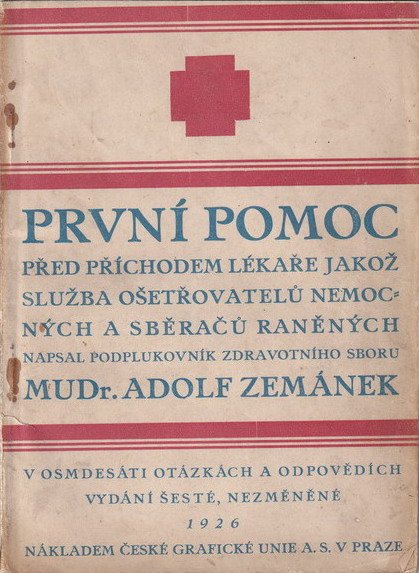 PRVNÍ POMOC
PŘED PŘÍCHODEM LÉKAŘE JAKOŽ
SLUŽBA OŠETŘOVATELŮ NEMOC-
NÝCH A SBĚRAČŮ RANĚNÝCH
NAPSAL PODPLUKOVNÍK ZDRAVOTNÍHO SBORU
MUDr. ADOLF ZEMÁNEK
V OSMDESÁTI OTÁZKÁCH A ODPOVĚDÍCH
VYDÁNÍ ŠESTÉ, NEZMĚNĚNÉ
1926
NÁKLADEM ČESKÉ GRAFICKÉ UNIE A. S. V PRAZE